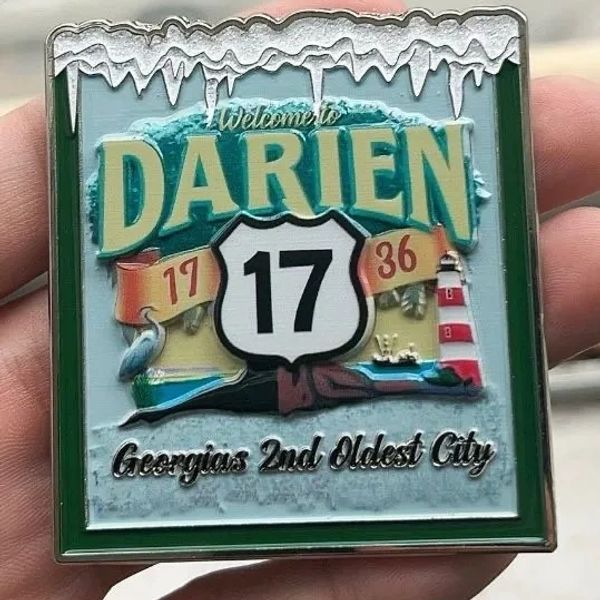 Welcome to
DARIEN
17 36
17
Georgias 2nd Oldest City